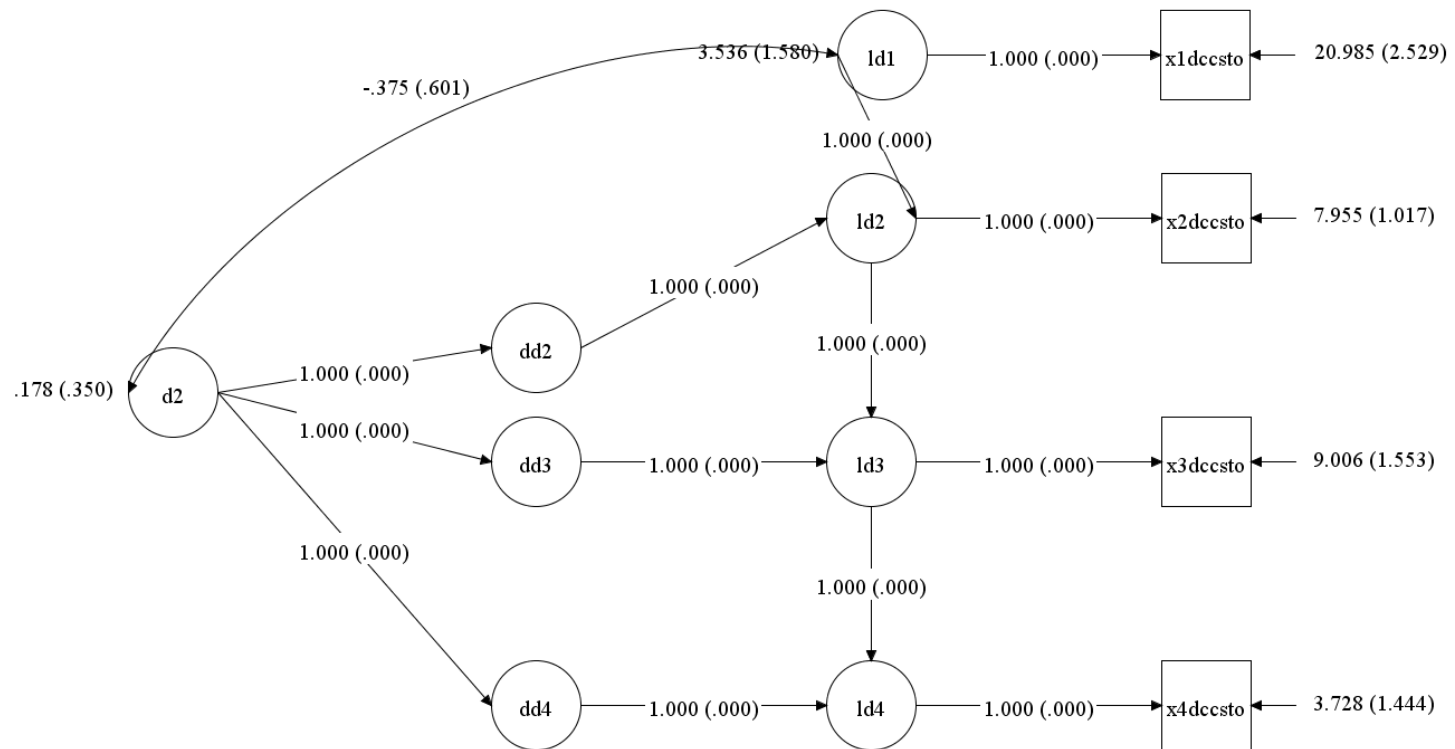 3.536 (1.580)
ld1
1.000 (.000)
x1dccsto
20.985 (2.529)
-.375 (.601)
1.000 (.000)
ld2
1.000 (.000)
x2dccsto
7.955 (1.017)
1.000 (.000)
dd2
1.000 (.000)
.178 (.350)
d2
1.000 (.000)
1.000 (.000)
dd3
1.000 (.000)
ld3
1.000 (.000)
x3dccsto
9.006 (1.553)
1.000 (.000)
1.000 (.000)
dd4
1.000 (.000)
ld4
1.000 (.000)
x4dccsto
3.728 (1.444)